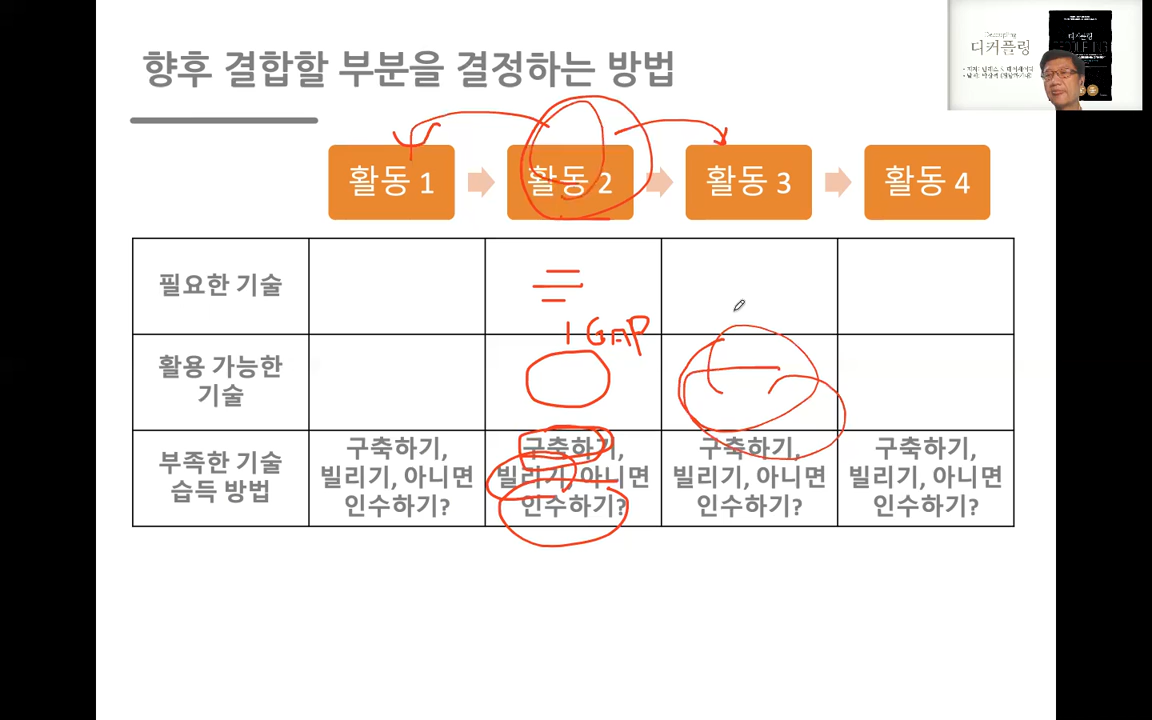 향후 결합할 부분을 결정하는 방법
Decoupling
디커플링
디커플링
활동 1
활동 2
활동 3
활동 4
필요한 기술
GAP
활용 가능한
기술
부족한 기술
습득 방법
구축하기,
빌리기, 아니면
인수하기?
구축하기,
빌리기, 아니면
인수하기?
구축하기,
빌리기, 아니면
인수하기?
구축하기,
빌리기, 아니면
인수하기?